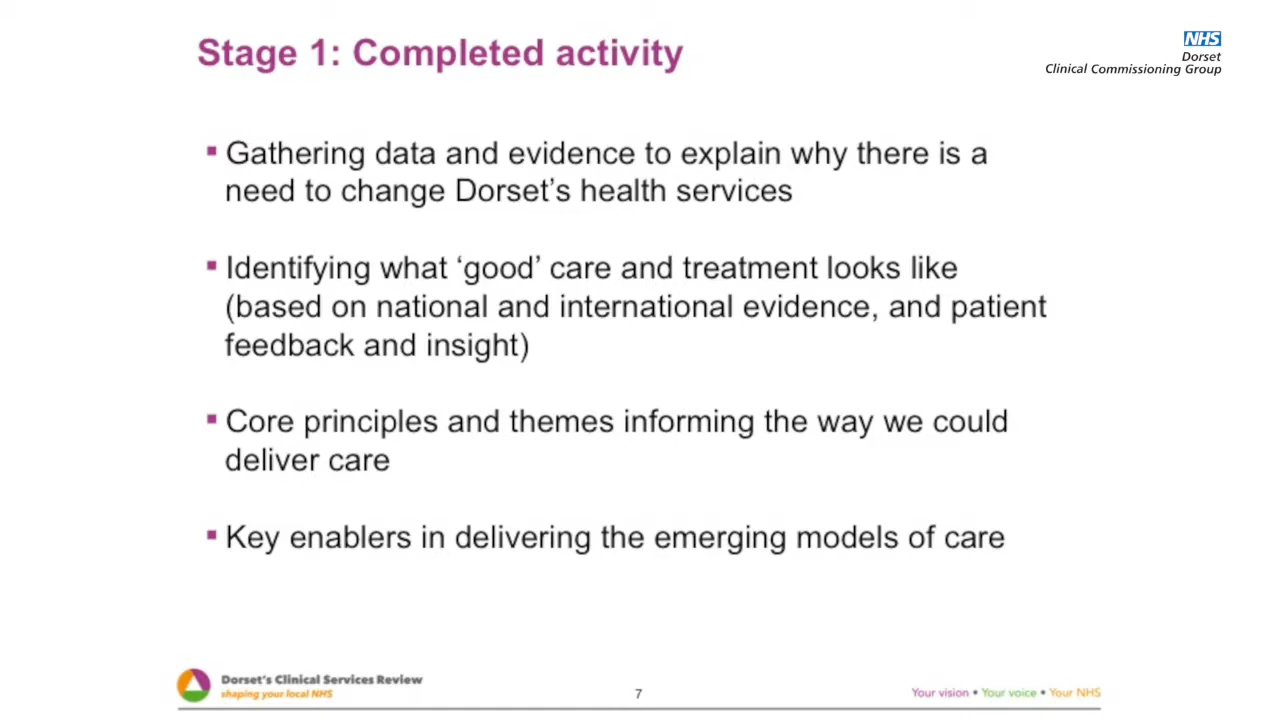 Stage 1: Completed activity
NHS
Dorset
Clinical Commissioning Group
▪ Gathering data and evidence to explain why there is a
need to change Dorset’s health services
▪ Identifying what ‘good’ care and treatment looks like
(based on national and international evidence, and patient
feedback and insight)
▪ Core principles and themes informing the way we could
deliver care
▪ Key enablers in delivering the emerging models of care
Dorset's Clinical Services Review
shaping your local NHS
7
Your vision • Your voice • Your NHS